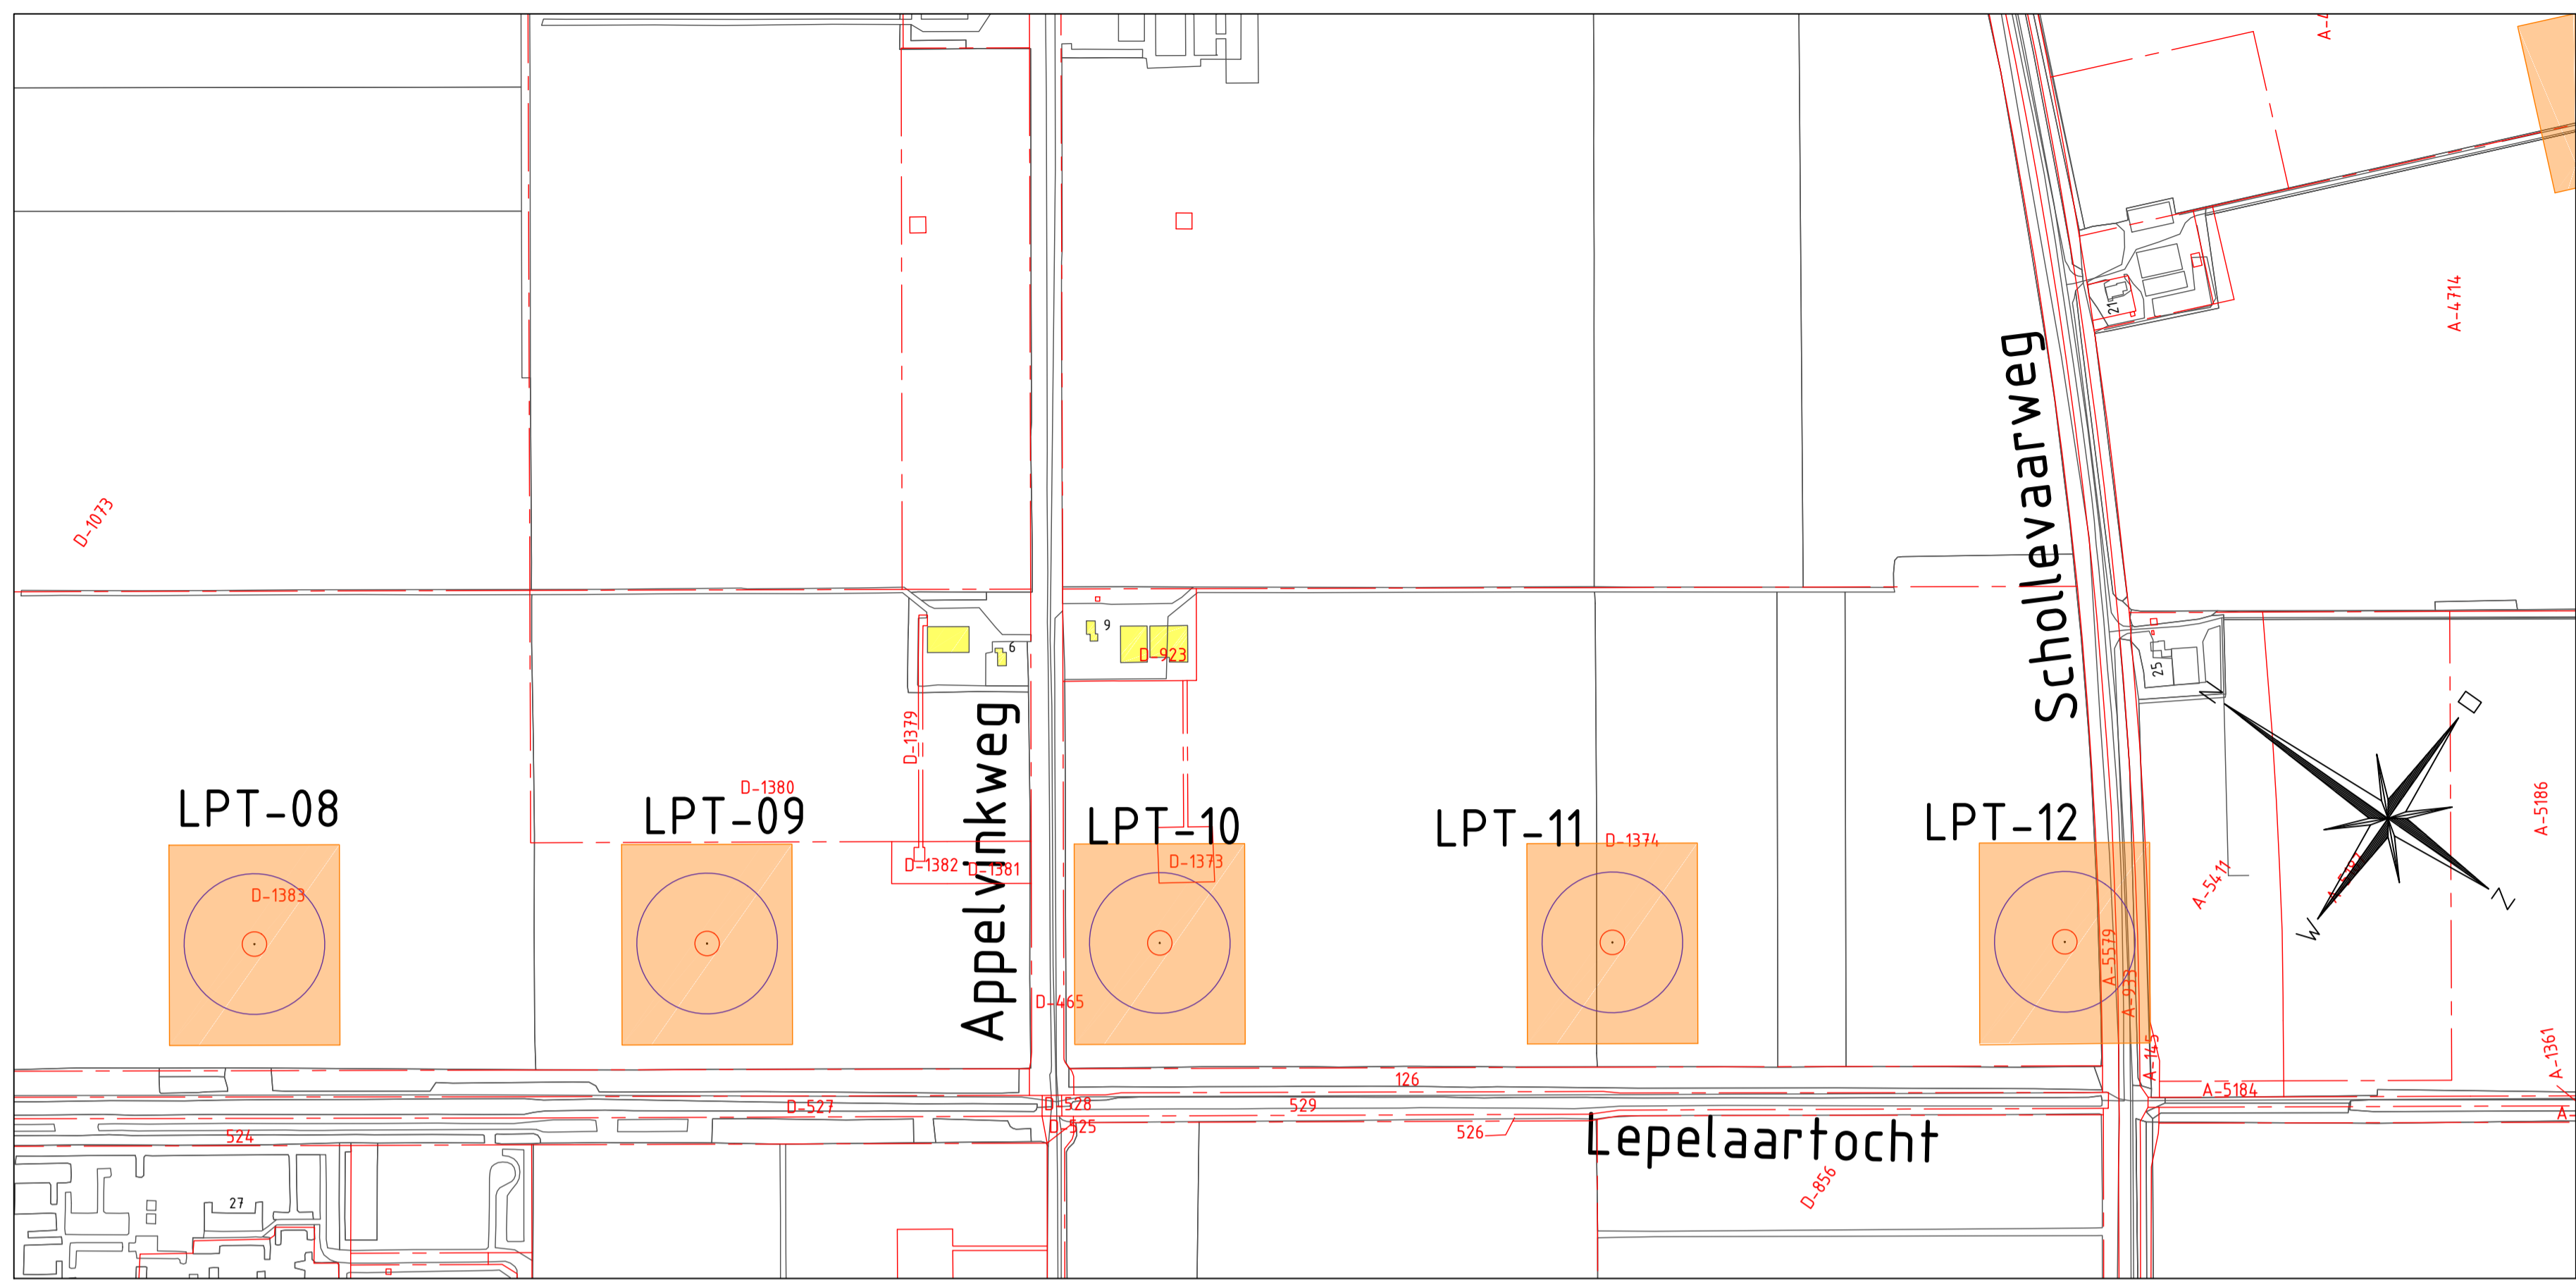 A-4714
21
Schollevaarweg
D-1073
9
D-923
6
25
D-1379
D-1380
LPT-08
LPT-09
LPT-10
LPT-11
LPT-12
Appelvinkweg
N
A-5186
D-1382
D-1381
D-1373
D-1374
D-1383
A-5411
W
Z
A-5579
A-933
D-465
A-145
A-1361
126
A-5184
D-527
D-528
529
D-525
524
526
Lepelaartocht
D-856
27